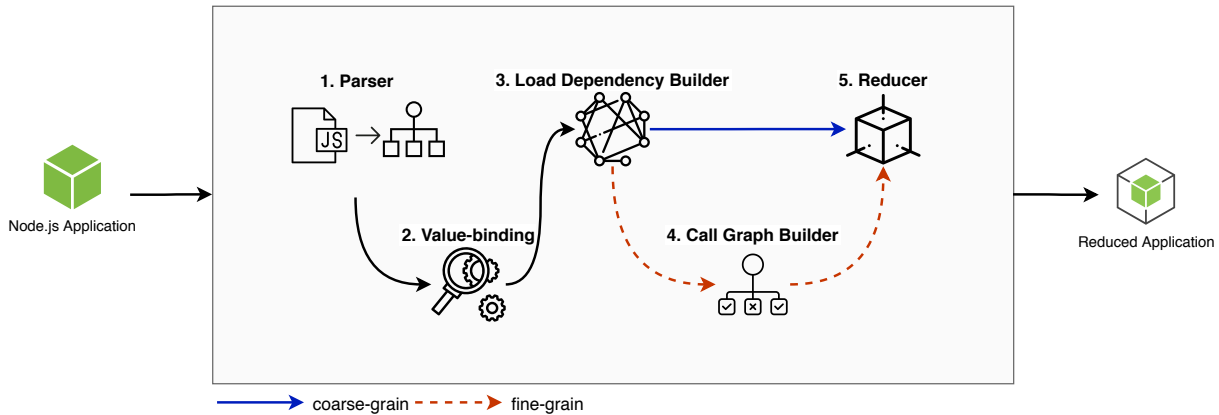 1. Parser
3. Load Dependency Builder
5. Reducer
JS
Node.js Application
2. Value-binding
4. Call Graph Builder
Reduced Application
coarse-grain
fine-grain